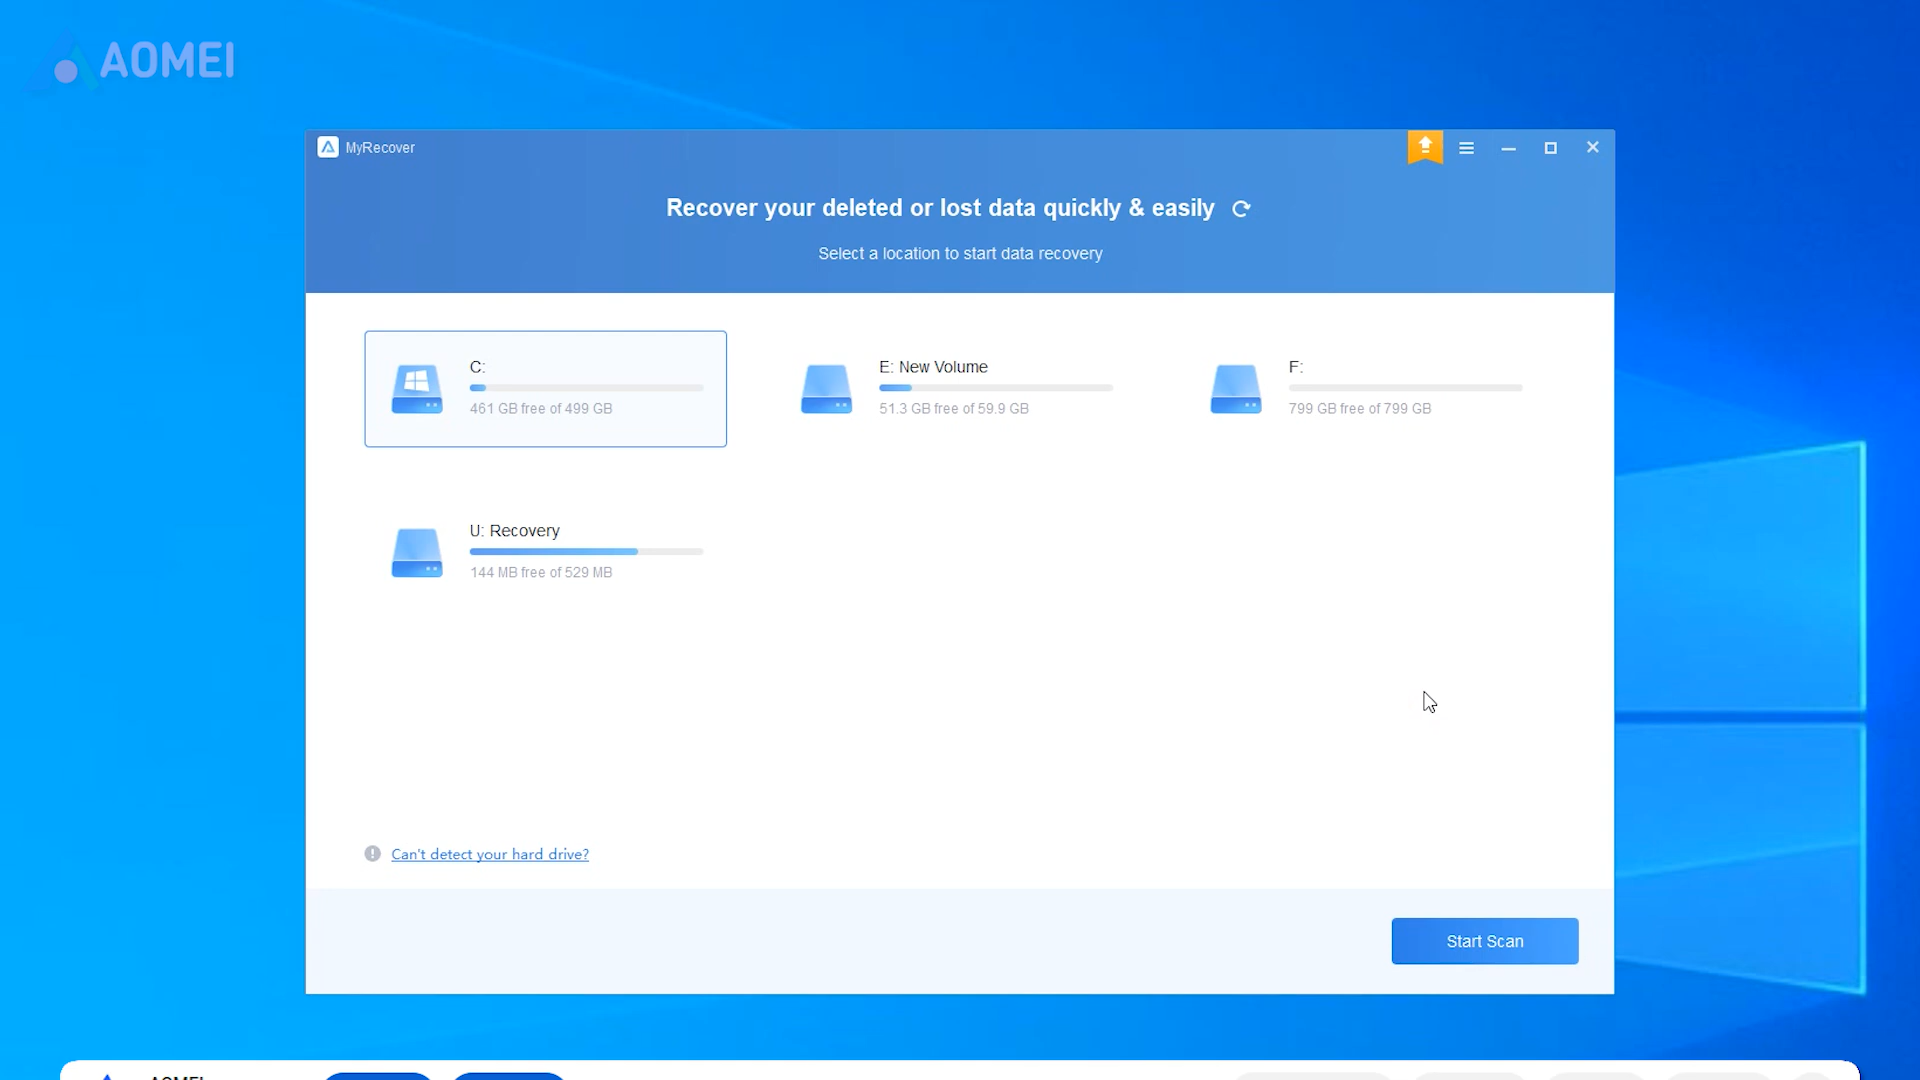 AOMEI
MyRecover
Recover your deleted or lost data quickly & easily
Select a location to start data recovery
C:
461 GB free of 499 GB
E: New Volume
51.3 GB free of 59.9 GB
F:
799 GB free of 799 GB
U: Recovery
144 MB free of 529 MB
Can't detect your hard drive?
Start Scan
AOMEI